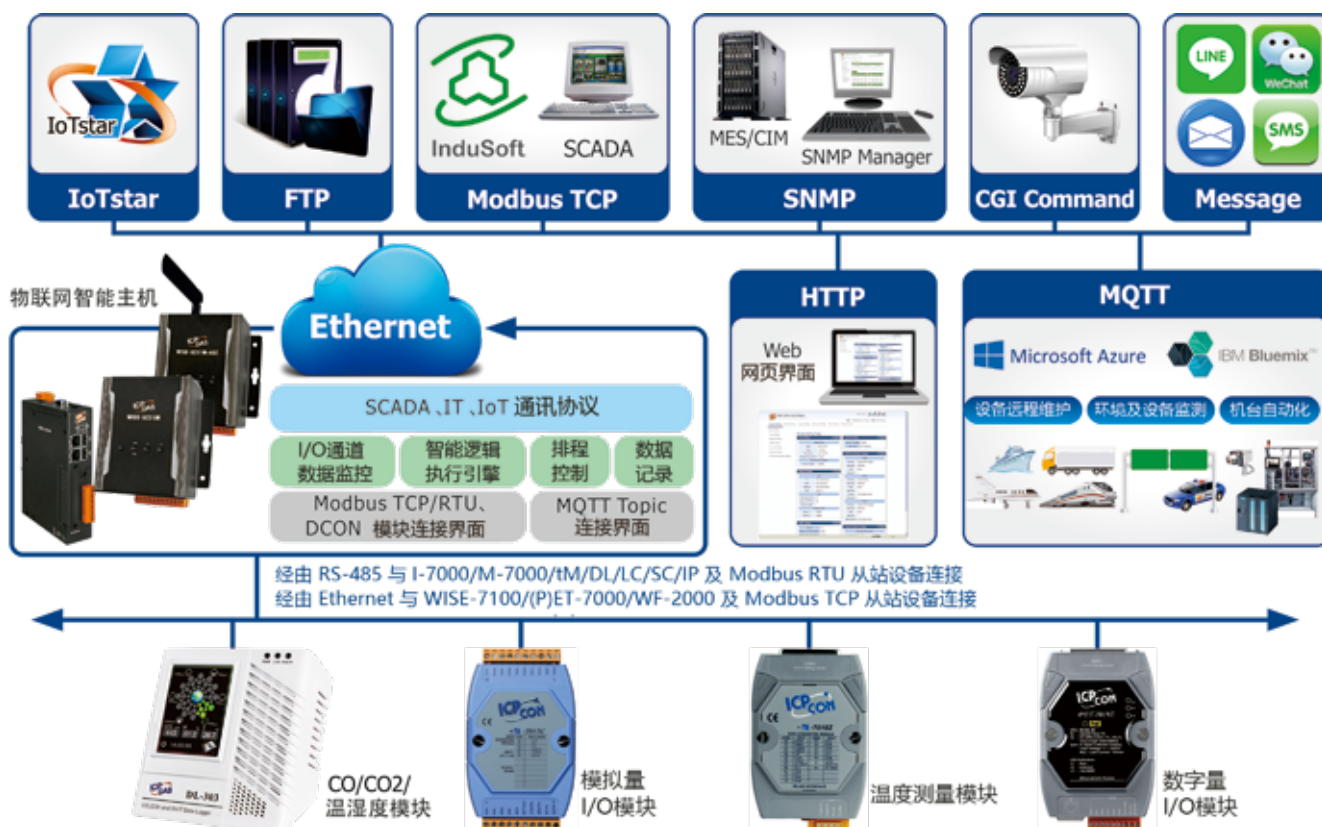 IoTstar
InduSoft
SCADA
MES/CIM
SNMP Manager
LINE
WeChat
SMS
IoTstar
FTP
Modbus TCP
SNMP
CGI Command
Message
物联网智能主机
Ethernet
SCADA 、IT 、IoT 通讯协议
I/O通道
数据监控
智能逻辑
执行引擎
排程
控制
数据
记录
Modbus TCP/RTU、
DCON 模块连接界面
MQTT Topic
连接界面
HTTP
Web
网页界面
MQTT
Microsoft Azure
IBM Bluemix™
设备远程维护
环境及设备监测
机台自动化
经由 RS-485 与 I-7000/M-7000/tM/DL/LC/SC/IP 及 Modbus RTU 从站设备连接
经由 Ethernet 与 WISE-7100/(P)ET-7000/WF-2000 及 Modbus TCP 从站设备连接
DL-303
CO/CO2/
温湿度模块
ICP CON
模拟量
I/O模块
ICP CON
温度测量模块
ICP CON
数字量
I/O模块